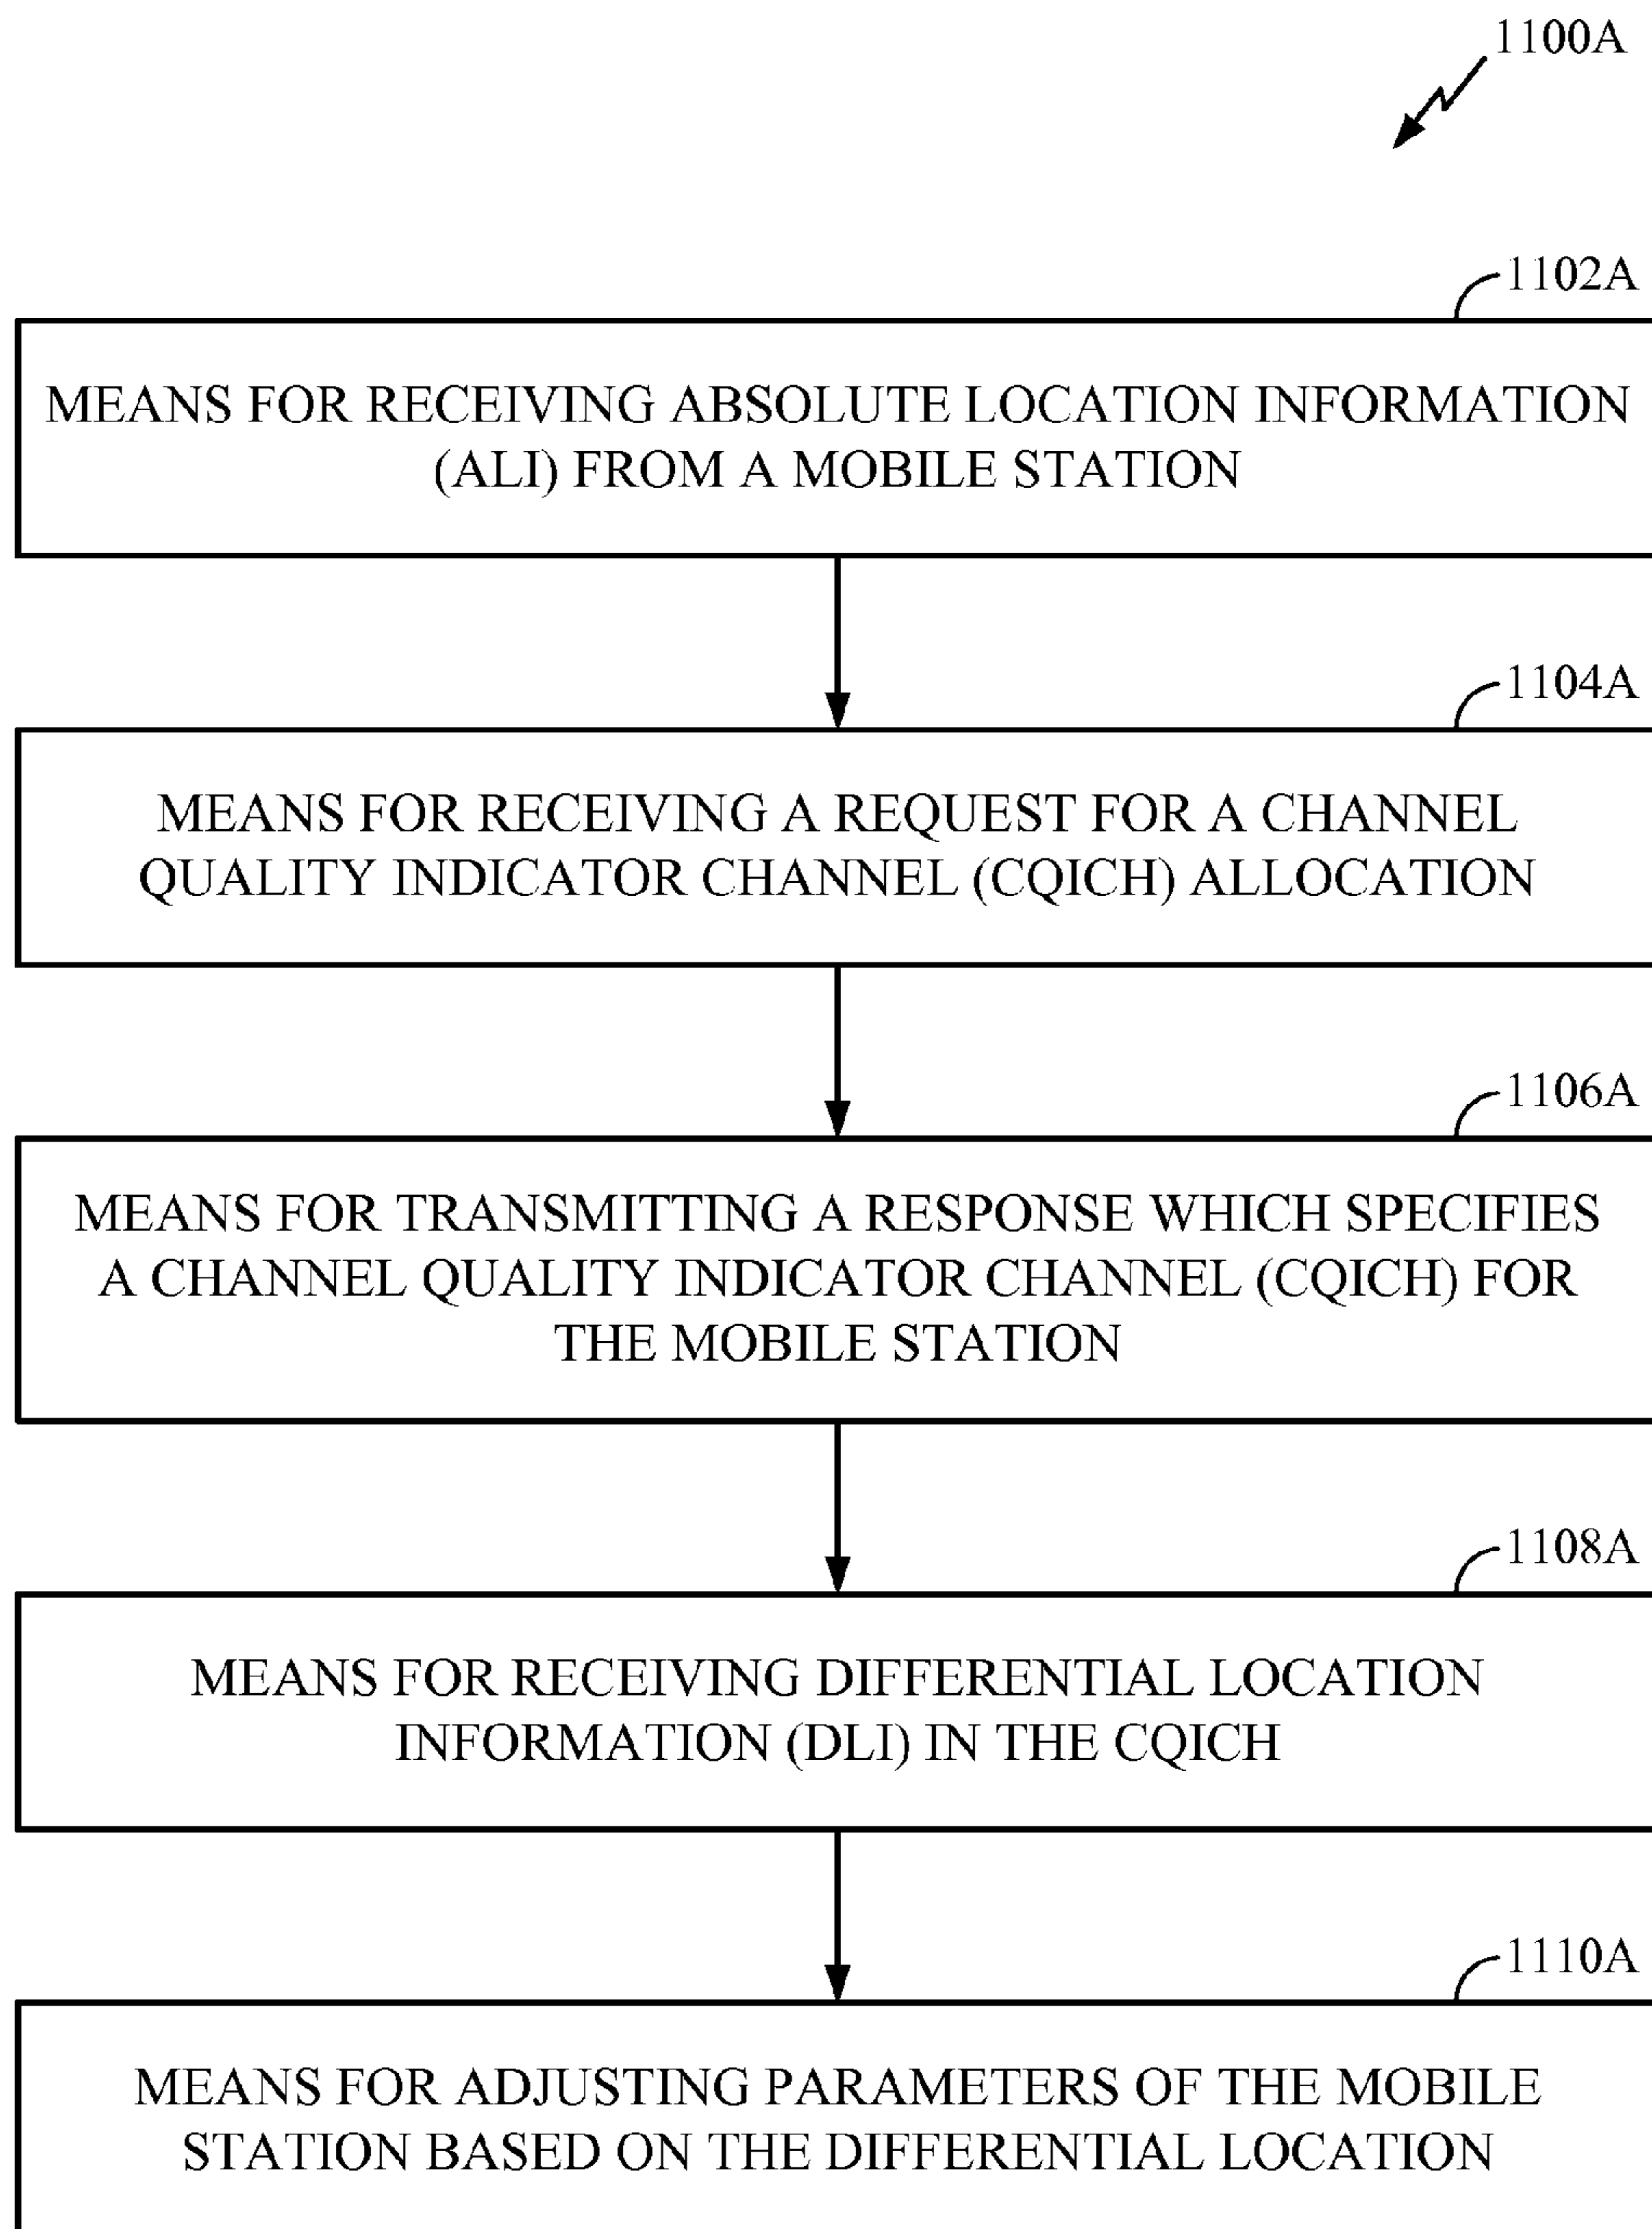 1100A
1102A
MEANS FOR RECEIVING ABSOLUTE LOCATION INFORMATION
(ALI) FROM A MOBILE STATION
1104A
MEANS FOR RECEIVING A REQUEST FOR A CHANNEL
QUALITY INDICATOR CHANNEL (CQICH) ALLOCATION
1106A
MEANS FOR TRANSMITTING A RESPONSE WHICH SPECIFIES
A CHANNEL QUALITY INDICATOR CHANNEL (CQICH) FOR
THE MOBILE STATION
1108A
MEANS FOR RECEIVING DIFFERENTIAL LOCATION
INFORMATION (DLI) IN THE CQICH
1110A
MEANS FOR ADJUSTING PARAMETERS OF THE MOBILE
STATION BASED ON THE DIFFERENTIAL LOCATION